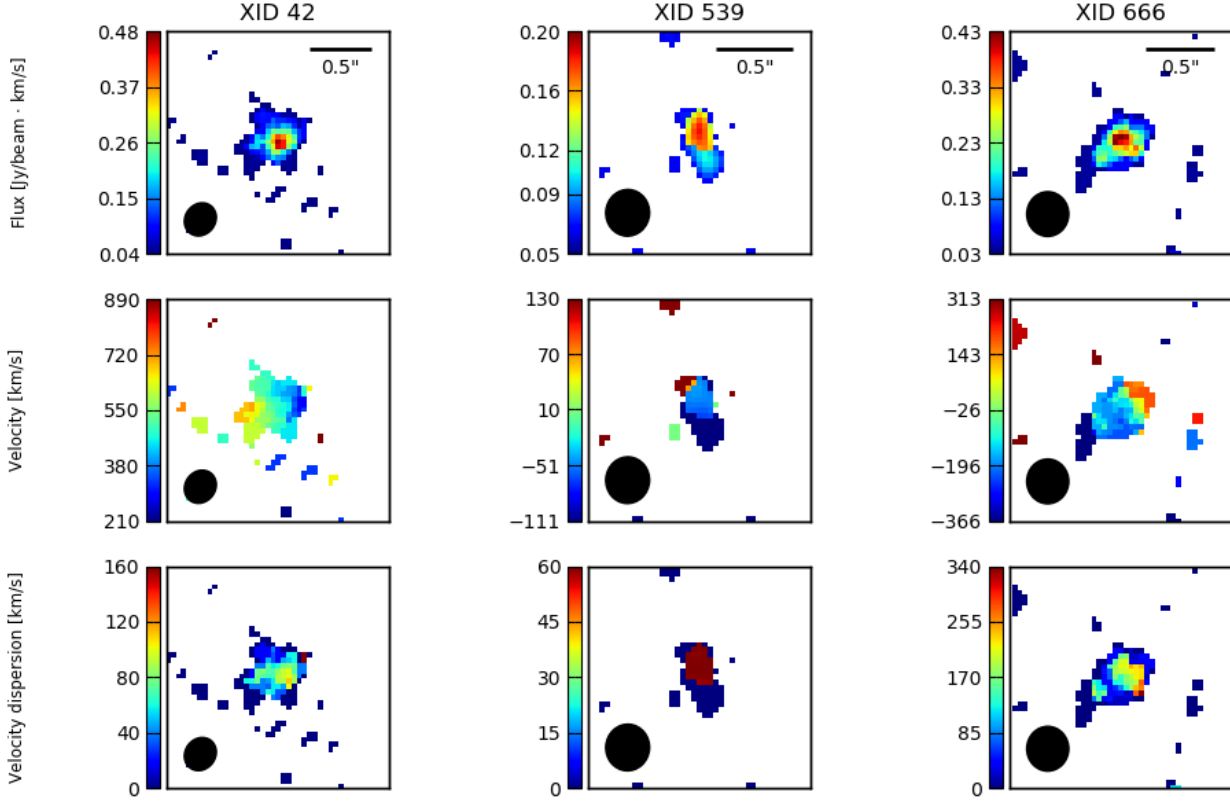 XID 42 XID 539 XID 666
Flux [Jy/beam · km/s]
0.48 0.20 0.43
0.5" 0.5" 0.5"
0.37 0.16 0.33
0.26 0.12 0.23
0.15 0.09 0.13
0.04 0.05 0.03
Velocity [km/s]
890 130 313
720 70 143
550 10 −26
380 −51 −196
210 −111 −366
Velocity dispersion [km/s]
160 60 340
120 45 255
80 30 170
40 15 85
0 0 0